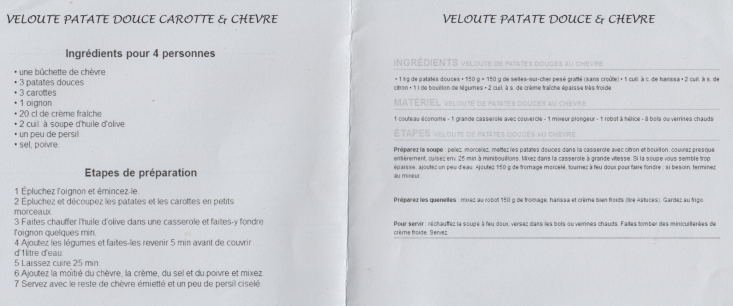 VELOUTE PATATE DOUCE CAROTTE & CHEVRE
Ingrédients pour 4 personnes
• une bûchette de chèvre
• 3 patates douces
• 3 carottes
• 1 oignon
• 20 cl de crème fraîche
• 2 cuil. à soupe d'huile d'olive
• un peu de persil
• sel, poivre.
Etapes de préparation
1 Épluchez l'oignon et émincez-le.
2 Épluchez et découpez les patates et les carottes en petits
morceaux.
3 Faites chauffer l'huile d'olive dans une casserole et faites-y fondre
l'oignon quelques min.
4 Ajoutez les légumes et faites-les revenir 5 min avant de couvrir
d'1litre d'eau.
5 Laissez cuire 25 min
6 Ajoutez la moitié du chèvre, la crème, du sel et du poivre et mixez.
7 Servez avec le reste de chèvre émietté et un peu de persil ciselé.
VELOUTE PATATE DOUCE & CHEVRE
INGRÉDIENTS VELOUTÉ DE PATATES DOUCES AU CHÈVRE
• 1 kg de patates douces • 150 g + 150 g de selles-sur-cher pesé gratté (sans croûte) • 1 cuil. à c. de harissa • 2 cuil. à s. de
citron • 1 l de bouillon de légumes • 2 cuil. à s. de crème fraîche épaisse très froide
MATÉRIEL VELOUTÉ DE PATATES DOUCES AU CHÈVRE
1 couteau économe - 1 grande casserole avec couvercle - 1 mixeur plongeur - 1 robot à hélice - 8 bols ou verrines chauds
ÉTAPES VELOUTÉ DE PATATES DOUCES AU CHÈVRE
Préparez la soupe : pelez, morcelez, mettez les patates douces dans la casserole avec citron et bouillon, couvrez presque
entièrement, cuisez env. 25 min à minibouillons. Mixez dans la casserole à grande vitesse. Si la soupe vous semble trop
épaisse, ajoutez un peu d'eau. Ajoutez 150 g de fromage morcelé, tournez à feu doux pour faire fondre ; si besoin, terminez
au mixeur.
Préparez les quenelles : mixez au robot 150 g de fromage, harissa et crème bien froids (lire Astuces). Gardez au frigo.
Pour servir : réchauffez la soupe à feu doux, versez dans les bols ou verrines chauds. Faites tomber des minicuillerées de
crème froide. Servez.